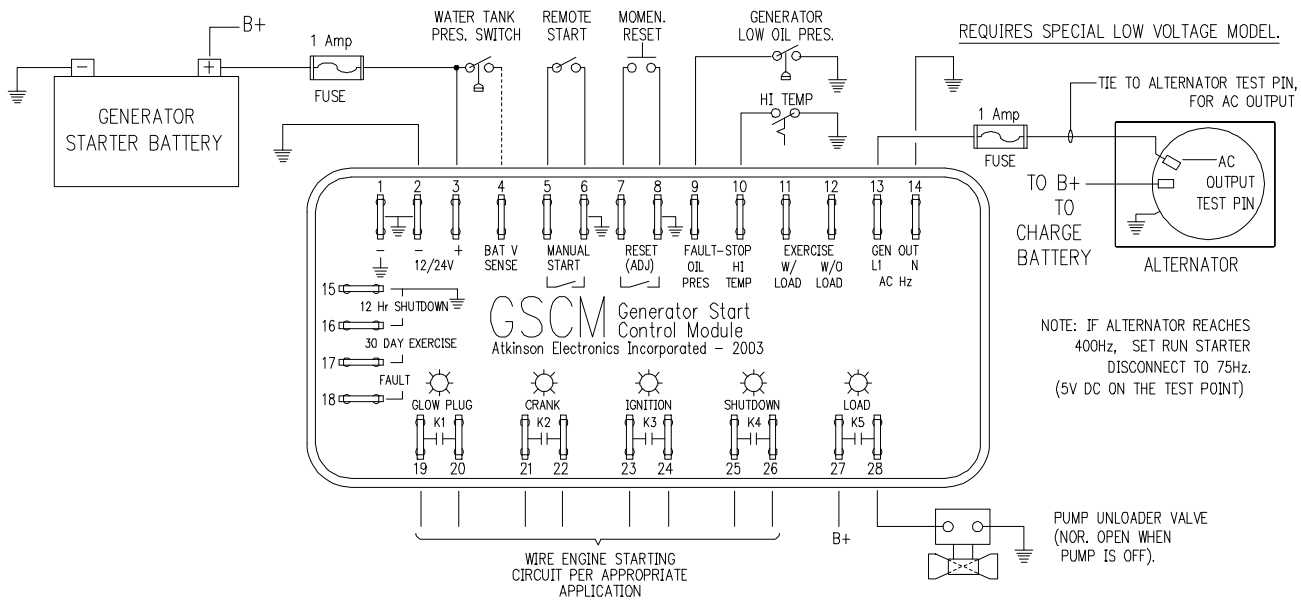 B+
WATER TANK
PRES. SWITCH
REMOTE
START
MOMEN.
RESET
GENERATOR
LOW OIL PRES.
REQUIRES SPECIAL LOW VOLTAGE MODEL.
1 Amp
FUSE
- +
GENERATOR
STARTER BATTERY
HI TEMP
1 Amp
FUSE
TIE TO ALTERNATOR TEST PIN,
FOR AC OUTPUT
AC
OUTPUT
TEST PIN
TO B+
TO
CHARGE
BATTERY
ALTERNATOR
1 2 3 4 5 6 7 8 9 10 11 12 13 14
- - +
12/24V
BAT V
SENSE
MANUAL
START
RESET
(ADJ)
FAULT-STOP
OIL
PRES
HI
TEMP
EXERCISE
W/
LOAD
W/O
LOAD
GEN OUT
L1 N
AC Hz
15
12 Hr SHUTDOWN
16
30 DAY EXERCISE
17
FAULT
18
GSCM Generator Start
Control Module
Atkinson Electronics Incorporated - 2003
NOTE: IF ALTERNATOR REACHES
400Hz, SET RUN STARTER
DISCONNECT TO 75Hz.
(5V DC ON THE TEST POINT)
GLOW PLUG
K1
CRANK
K2
IGNITION
K3
SHUTDOWN
K4
LOAD
K5
19 20 21 22 23 24 25 26 27 28
B+
WIRE ENGINE STARTING
CIRCUIT PER APPROPRIATE
APPLICATION
PUMP UNLOADER VALVE
(NOR. OPEN WHEN
PUMP IS OFF).